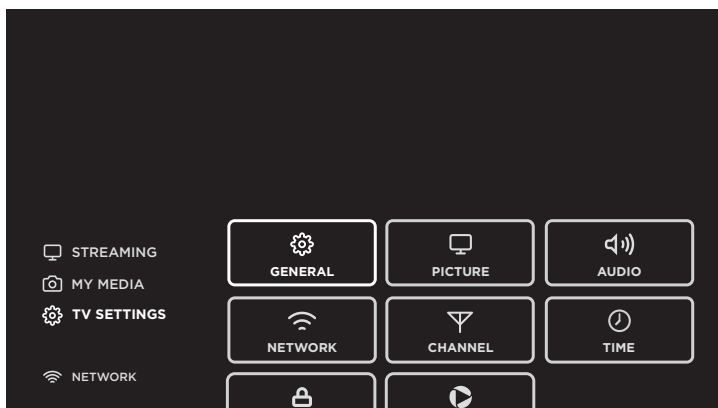 STREAMING
MY MEDIA
TV SETTINGS
NETWORK
GENERAL
PICTURE
AUDIO
NETWORK
CHANNEL
TIME